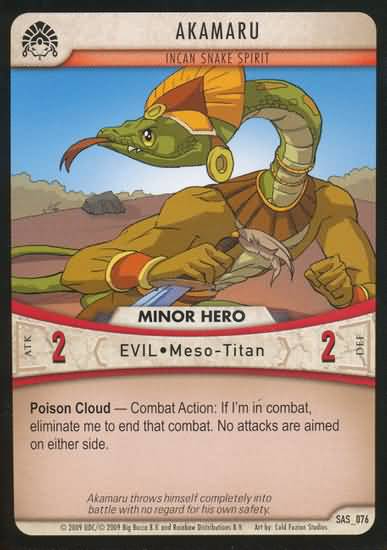 AKAMARU
INCAN SNAKE SPIRIT
MINOR HERO
ATK 2 EVIL•Meso-Titan 2 DEF
Poison Cloud — Combat Action: If I'm in combat,
eliminate me to end that combat. No attacks are aimed
on either side.
Akamaru throws himself completely into
battle with no regard for his own safety.
SAS_076
© 2009 UDC/© 2009 Big Bocca B.V. and Rainbow Distributions B.V. Art by: Cold Fusion Studios